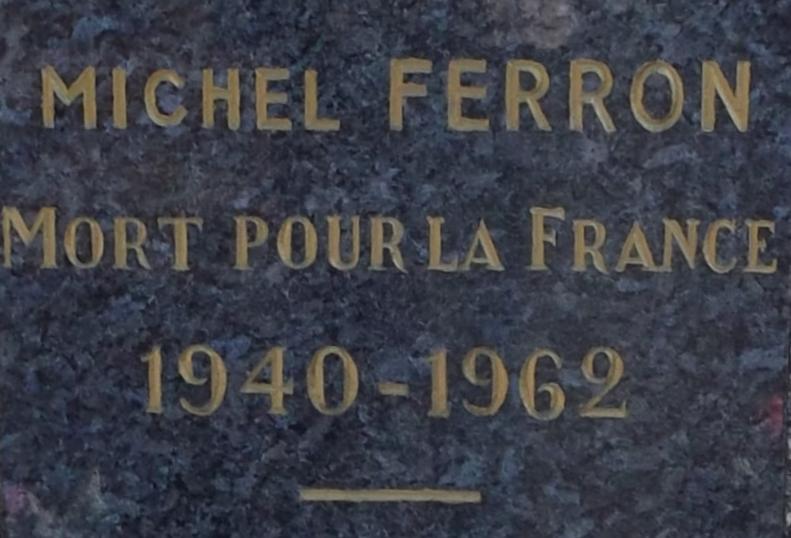 MICHEL FERRON
MORT POUR LA FRANCE
1940-1962